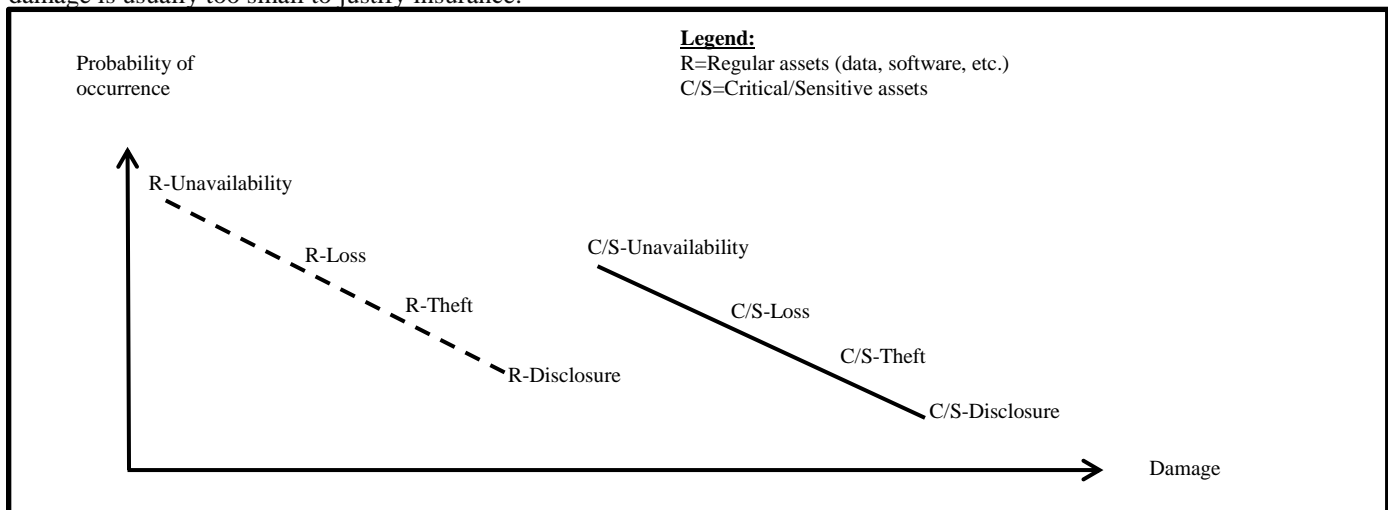 damage is usually too small to justify insurance.
Legend:
Probability of
occurrence
R=Regular assets (data, software, etc.)
C/S=Critical/Sensitive assets
R-Unavailability
R-Loss
R-Theft
R-Disclosure
C/S-Unavailability
C/S-Loss
C/S-Theft
C/S-Disclosure
Damage